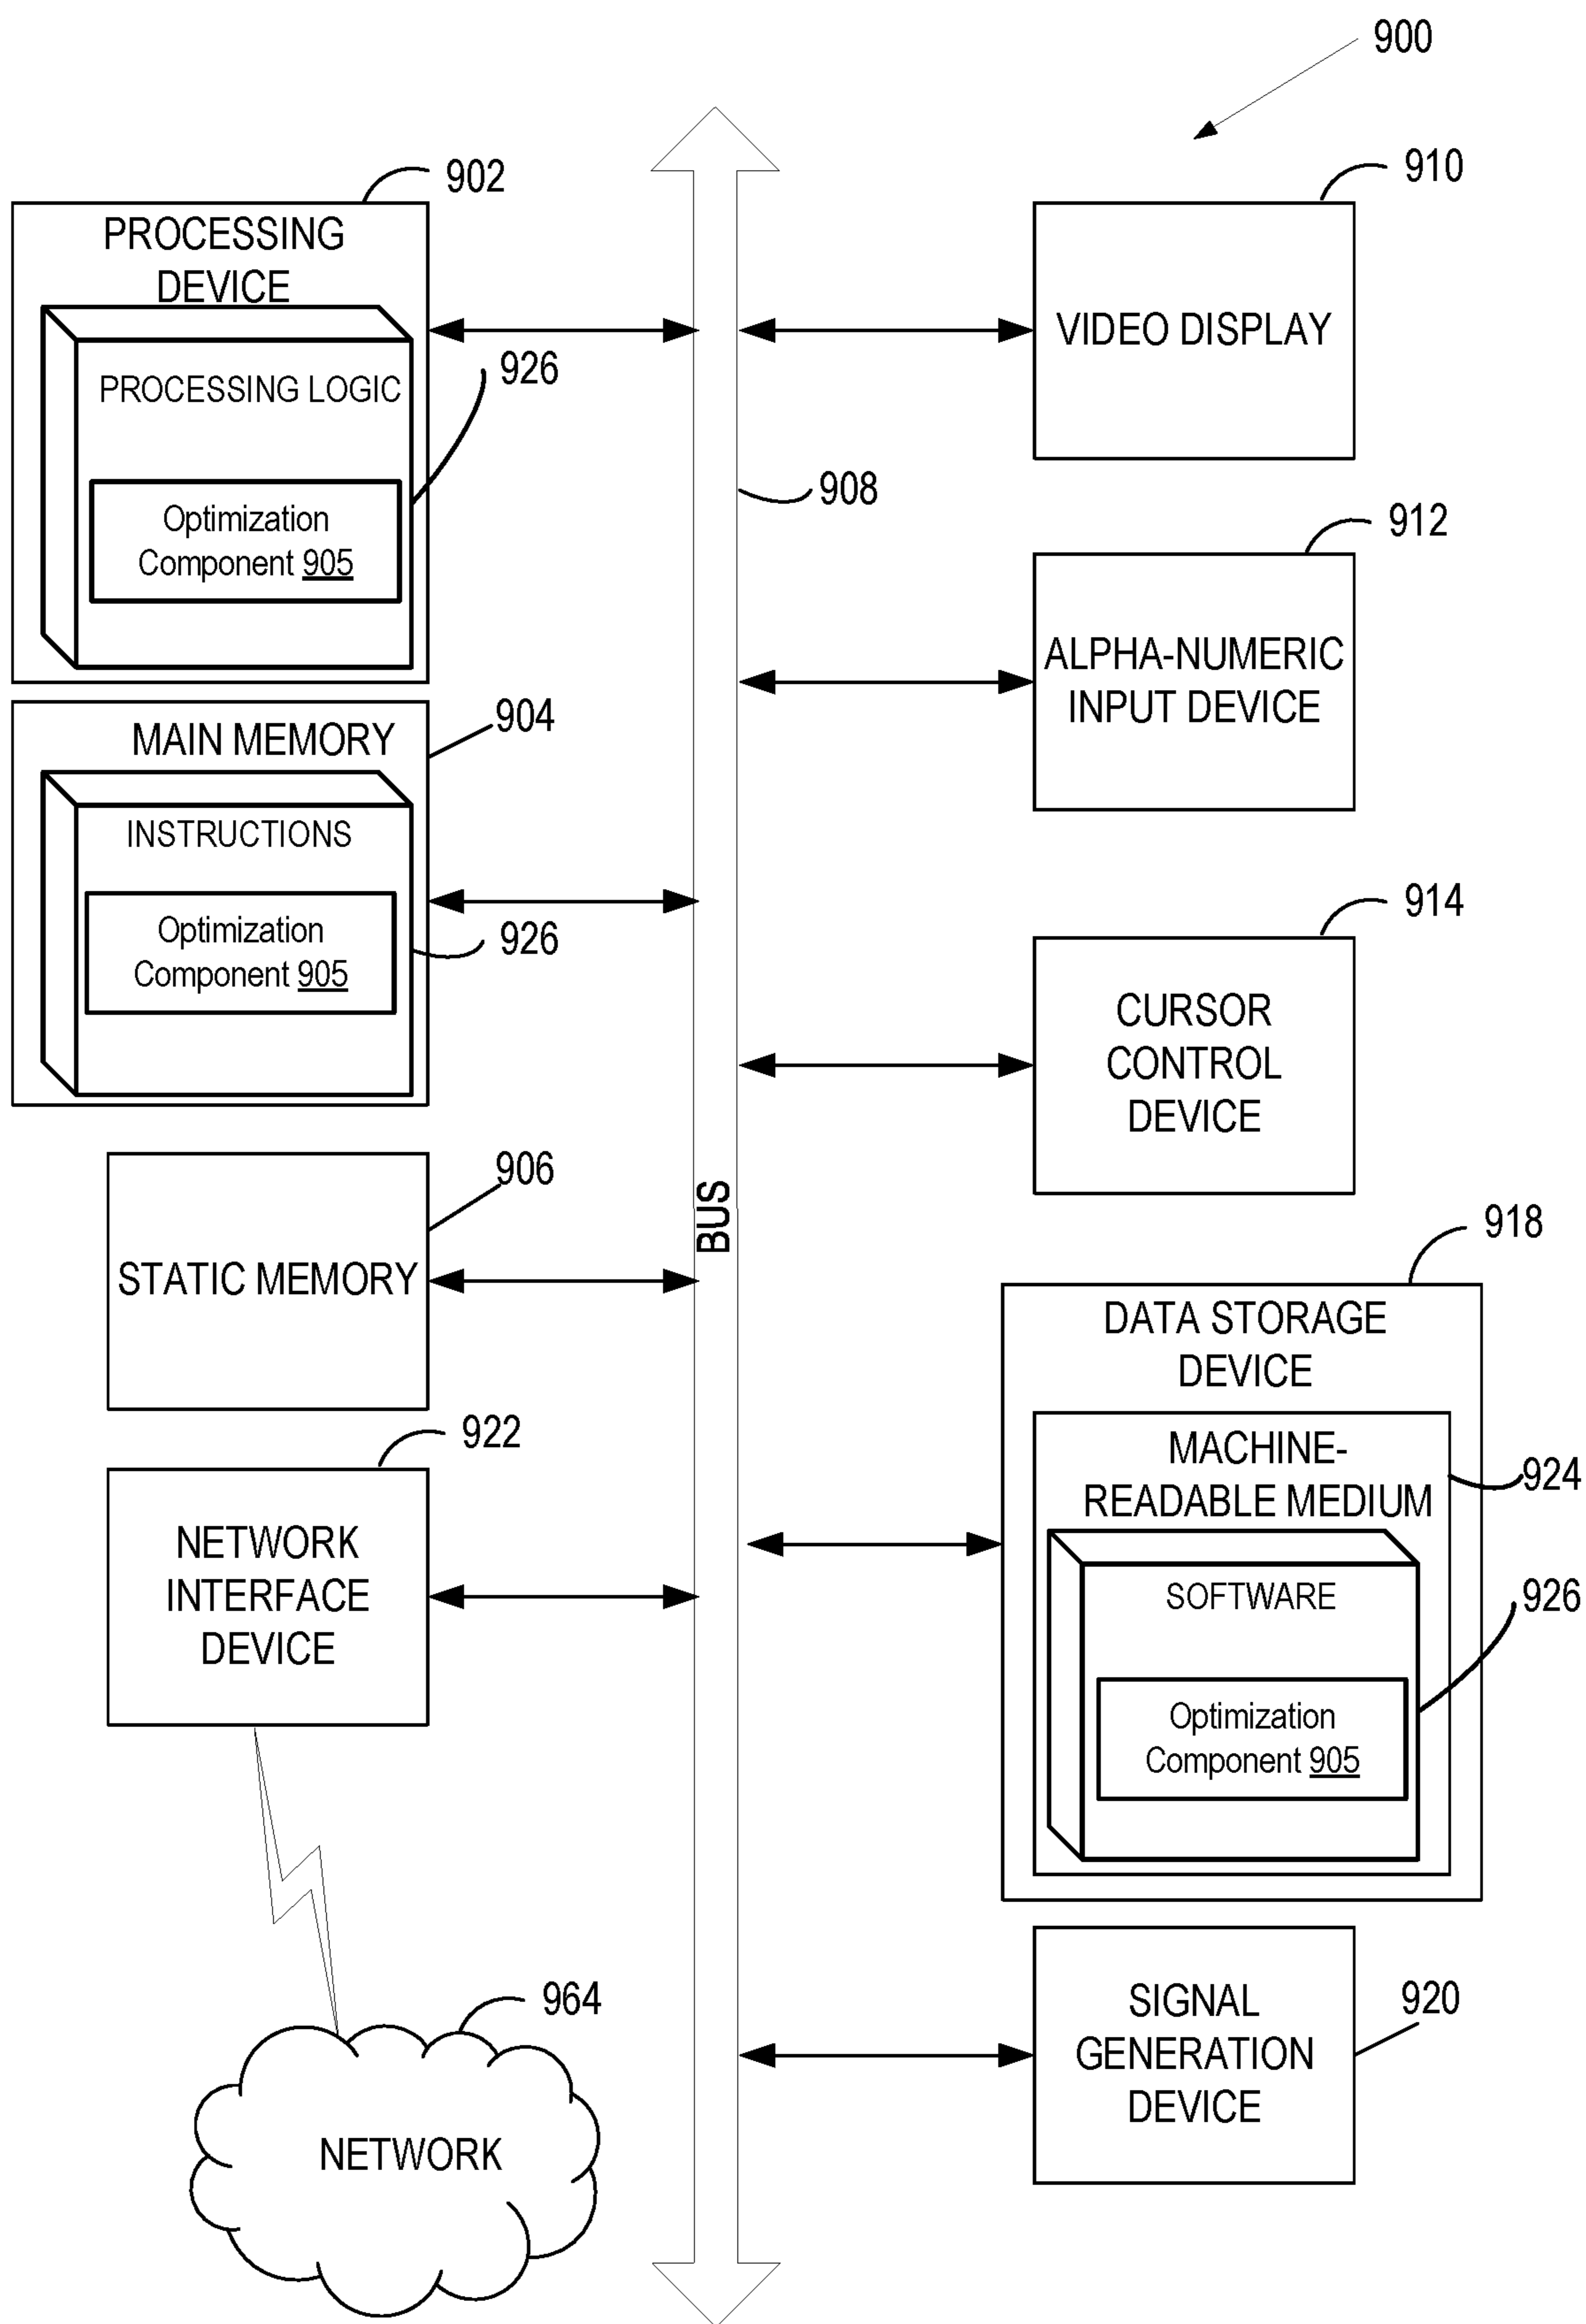 900
902
PROCESSING
DEVICE
PROCESSING LOGIC
926
Optimization
Component 905
MAIN MEMORY
904
INSTRUCTIONS
Optimization
Component 905
926
STATIC MEMORY
906
922
NETWORK
INTERFACE
DEVICE
964
NETWORK
BUS
908
910
VIDEO DISPLAY
912
ALPHA-NUMERIC
INPUT DEVICE
914
CURSOR
CONTROL
DEVICE
918
DATA STORAGE
DEVICE
MACHINE-
READABLE MEDIUM
924
SOFTWARE
926
Optimization
Component 905
SIGNAL
GENERATION
DEVICE
920